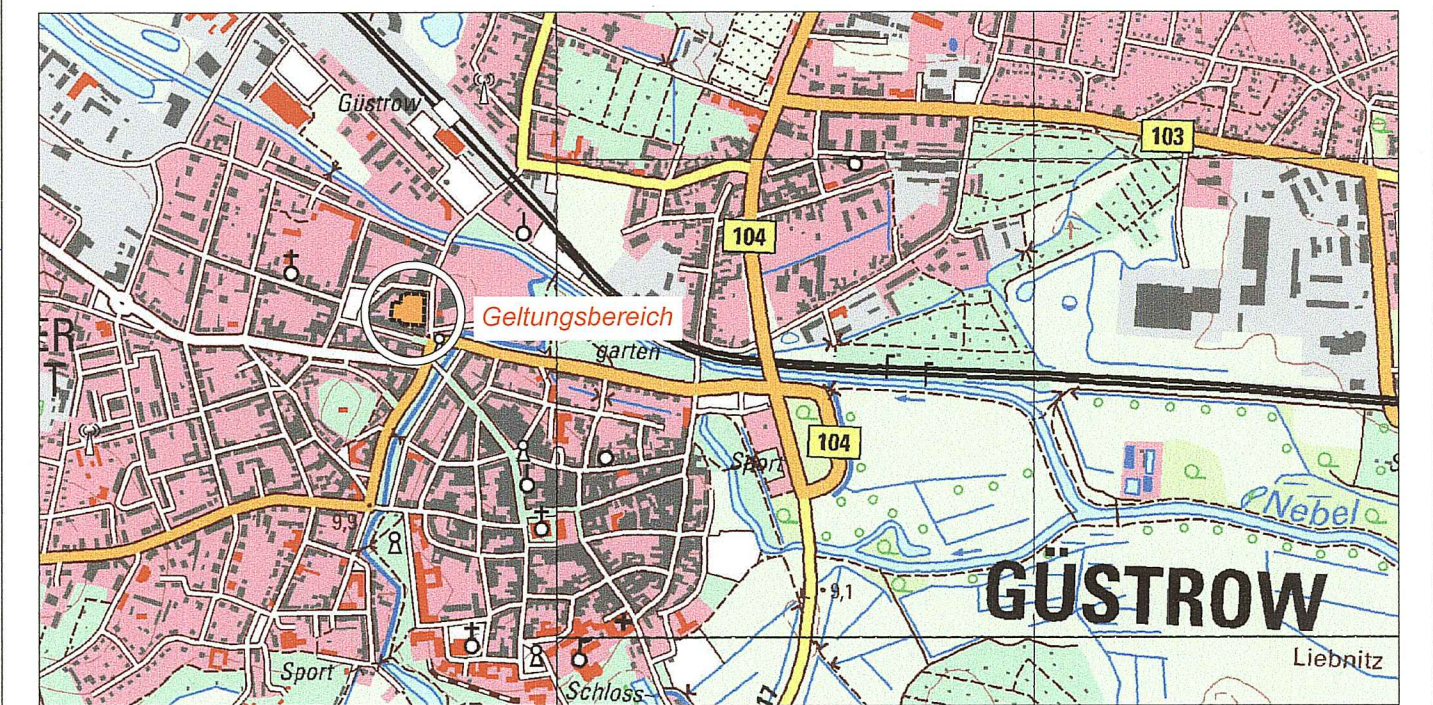 Güstrow
103
104
Geltungsbereich
ER
T
garten
104
Sport
Nebel
9,9
GÜSTROW
9,1
Liebnitz
Sport
Schloss-